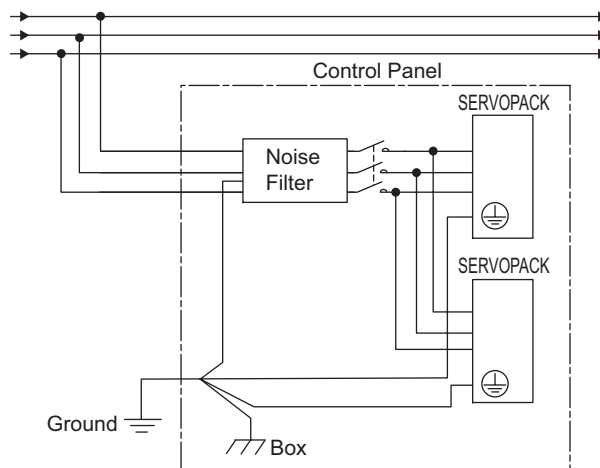 Control Panel
SERVOPACK
Noise
Filter
SERVOPACK
Ground
Box